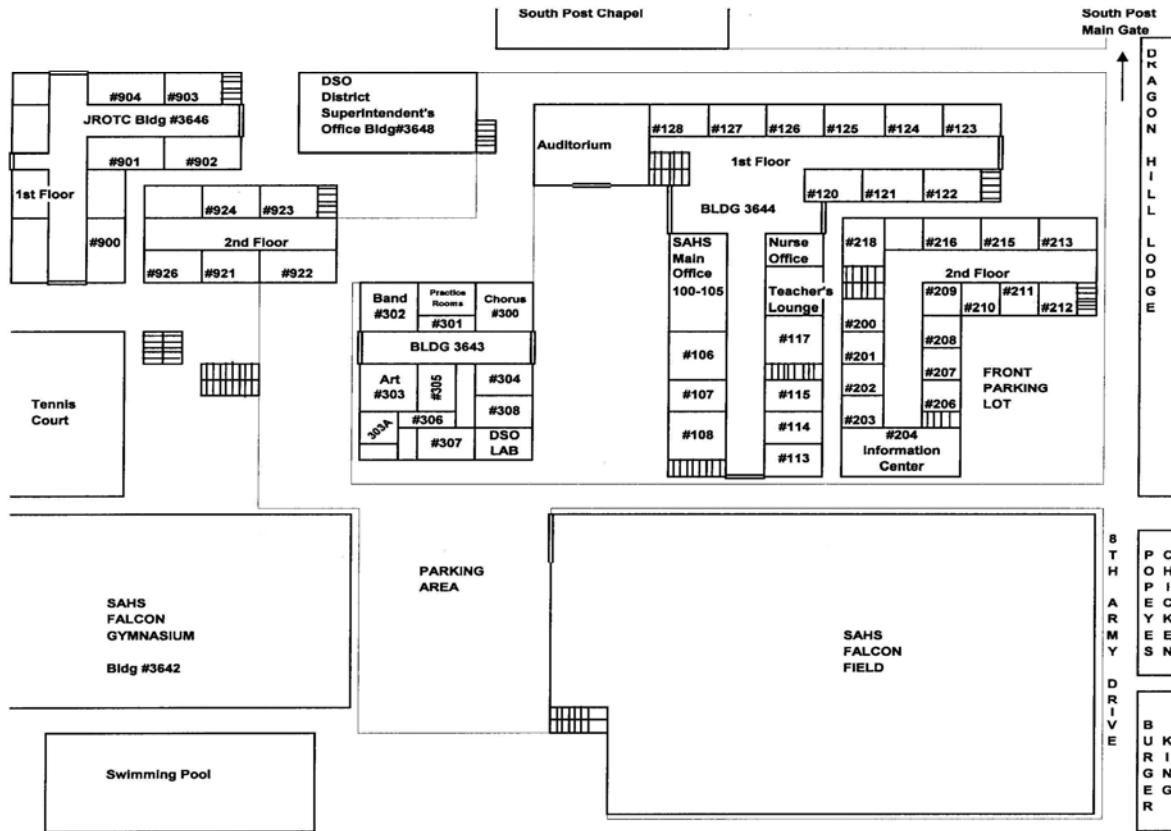 South Post Chapel
South Post
Main Gate
DRAGON HILL LODGE
#904
#903
JROTC Bldg #3646
#901
#902
1st Floor
#900
DSO
District
Superintendent's
Office Bldg#3648
#924
#923
2nd Floor
#926
#921
#922
Auditorium
#128
#127
#126
#125
#124
#123
1st Floor
#120
#121
#122
BLDG 3644
SAHS
Main
Office
100-105
Nurse
Office
Teacher's
Lounge
#106
#107
#108
#117
#115
#114
#113
#218
#216
#215
#213
2nd Floor
#209
#210
#211
#212
#200
#201
#202
#203
#208
#207
#206
#204
Information
Center
FRONT
PARKING
LOT
Band
#302
Practice
Rooms
#301
Chorus
#300
BLDG 3643
Art
#303
#305
#304
303A
#306
#308
#307
DSO
LAB
Tennis
Court
SAHS
FALCON
GYMNASIUM
Bldg #3642
PARKING
AREA
SAHS
FALCON
FIELD
8TH ARMY DRIVE
POPEYES
CHICKEN
BURGER
KING
Swimming Pool